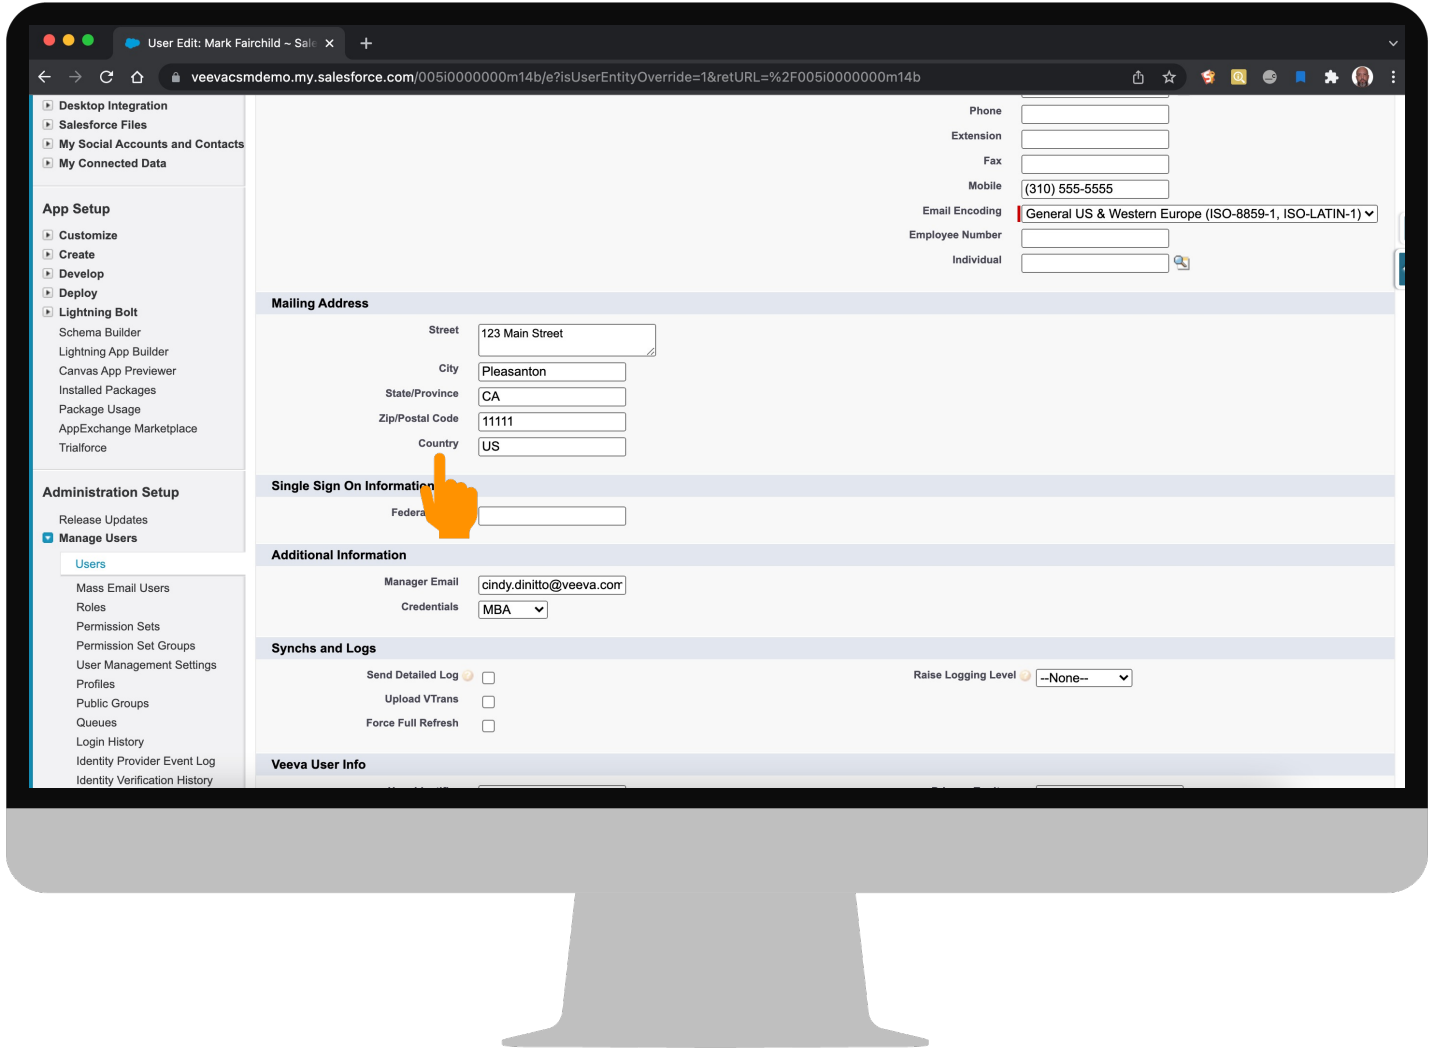 User Edit: Mark Fairchild ~ Sale
veevacsmdemo.my.salesforce.com/005i0000000m14b/e?isUserEntityOverride=1&retURL=%2F005i0000000m14b
Desktop Integration
Salesforce Files
My Social Accounts and Contacts
My Connected Data
App Setup
Customize
Create
Develop
Deploy
Lightning Bolt
Schema Builder
Lightning App Builder
Canvas App Previewer
Installed Packages
Package Usage
AppExchange Marketplace
Trialforce
Administration Setup
Release Updates
Manage Users
Users
Mass Email Users
Roles
Permission Sets
Permission Set Groups
User Management Settings
Profiles
Public Groups
Queues
Login History
Identity Provider Event Log
Identity Verification History
Phone
Extension
Fax
Mobile (310) 555-5555
Email Encoding General US & Western Europe (ISO-8859-1, ISO-LATIN-1)
Employee Number
Individual
Mailing Address
Street 123 Main Street
City Pleasanton
State/Province CA
Zip/Postal Code 11111
Country US
Single Sign On Information
Federa
Additional Information
Manager Email cindy.dinitto@veeva.com
Credentials MBA
Synchs and Logs
Send Detailed Log
Raise Logging Level --None--
Upload VTrans
Force Full Refresh
Veeva User Info